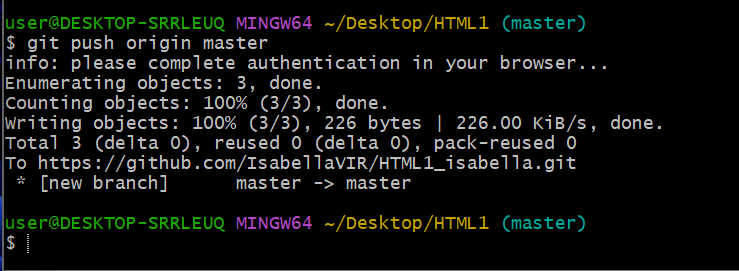 user@DESKTOP-SRRLEUQ MINGW64 ~/Desktop/HTML1 (master)
$ git push origin master
info: please complete authentication in your browser...
Enumerating objects: 3, done.
Counting objects: 100% (3/3), done.
Writing objects: 100% (3/3), 226 bytes | 226.00 KiB/s, done.
Total 3 (delta 0), reused 0 (delta 0), pack-reused 0
To https://github.com/IsabellaVIR/HTML1_isabella.git
 * [new branch]      master -> master
user@DESKTOP-SRRLEUQ MINGW64 ~/Desktop/HTML1 (master)
$